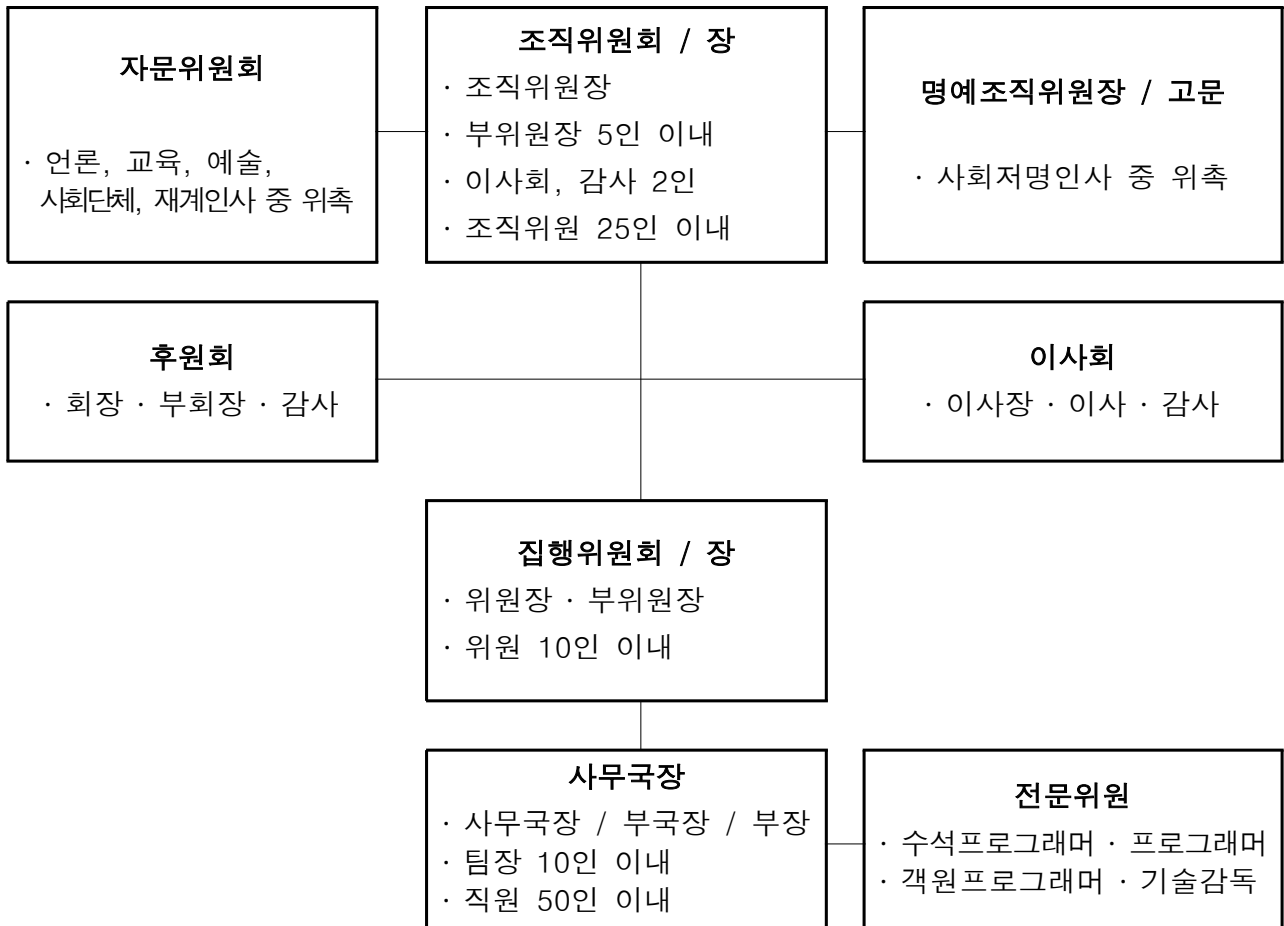 자문위원회
· 언론, 교육, 예술,
사회단체, 재계인사 중 위촉
조직위원회 / 장
· 조직위원장
· 부위원장 5인 이내
· 이사회, 감사 2인
· 조직위원 25인 이내
명예조직위원장 / 고문
· 사회저명인사 중 위촉
후원회
· 회장 · 부회장 · 감사
이사회
· 이사장 · 이사 · 감사
집행위원회 / 장
· 위원장 · 부위원장
· 위원 10인 이내
사무국장
· 사무국장 / 부국장 / 부장
· 팀장 10인 이내
· 직원 50인 이내
전문위원
· 수석프로그래머 · 프로그래머
· 객원프로그래머 · 기술감독